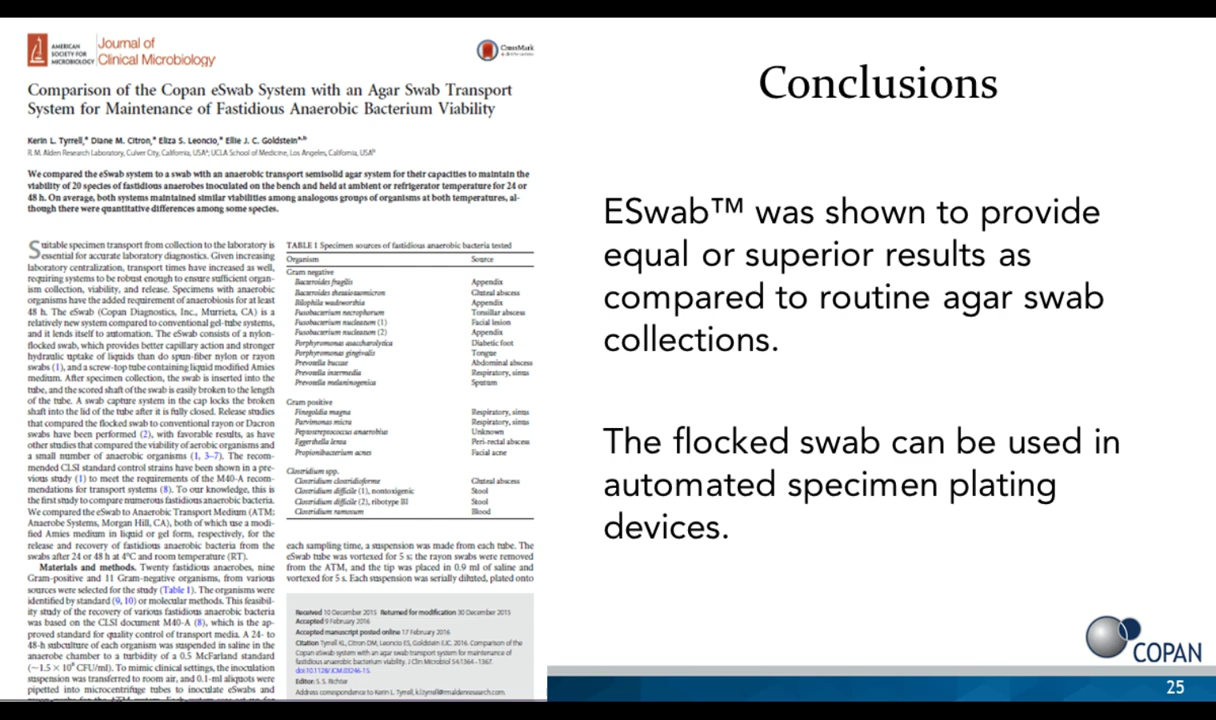 AMERICAN
SOCIETY FOR
MICROBIOLOGY
Journal of
Clinical Microbiology
CrossMark
Comparison of the Copan eSwab System with an Agar Swab Transport
System for Maintenance of Fastidious Anaerobic Bacterium Viability
Kerin L. Tyrrell,ª Diane M. Citron,ª Eliza S. Leoncio,ª Ellie J. C. Goldsteinª,ᵇ
R. M. Alden Research Laboratory, Culver City, California, USAª; UCLA School of Medicine, Los Angeles, California, USAᵇ
We compared the eSwab system to a swab with an anaerobic transport semisolid agar system for their capacities to maintain the
viability of 20 species of fastidious anaerobes inoculated on the bench and held at ambient or refrigerator temperature for 24 or
48 h. On average, both systems maintained similar viabilities among analogous groups of organisms at both temperatures, al-
though there were quantitative differences among some species.
Suitable specimen transport from collection to the laboratory is
essential for accurate laboratory diagnostics. Given increasing
laboratory centralization, transport times have increased as well,
requiring systems to be robust enough to ensure sufficient organ-
ism collection, viability, and release. Specimens with anaerobic
organisms have the added requirement of anaerobiosis for at least
48 h. The eSwab (Copan Diagnostics, Inc., Murrieta, CA) is a
relatively new system compared to conventional gel-tube systems,
and it lends itself to automation. The eSwab consists of a nylon-
flocked swab, which provides better capillary action and stronger
hydraulic uptake of liquids than do spun-fiber nylon or rayon
swabs (1), and a screw-top tube containing liquid modified Amies
medium. After specimen collection, the swab is inserted into the
tube, and the scored shaft of the swab is easily broken to the length
of the tube. A swab capture system in the cap locks the broken
shaft into the lid of the tube after it is fully closed. Release studies
that compared the flocked swab to conventional rayon or Dacron
swabs have been performed (2), with favorable results, as have
other studies that compared the viability of aerobic organisms and
a small number of anaerobic organisms (1, 3–7). The recom-
mended CLSI standard control strains have been shown in a pre-
vious study (1) to meet the requirements of the M40-A recom-
mendations for transport systems (8). To our knowledge, this is
the first study to compare numerous fastidious anaerobic bacteria.
We compared the eSwab to Anaerobic Transport Medium (ATM;
Anaerobe Systems, Morgan Hill, CA), both of which use a modi-
fied Amies medium in liquid or gel form, respectively, for the
release and recovery of fastidious anaerobic bacteria from the
swabs after 24 or 48 h at 4°C and room temperature (RT).
Materials and methods. Twenty fastidious anaerobes, nine
Gram-positive and 11 Gram-negative organisms, from various
sources were selected for the study (Table 1). The organisms were
identified by standard (9, 10) or molecular methods. This feasibil-
ity study of the recovery of various fastidious anaerobic bacteria
was based on the CLSI document M40-A (8), which is the ap-
proved standard for quality control of transport media. A 24- to
48-h subculture of each organism was suspended in saline in the
anaerobe chamber to a turbidity of a 0.5 McFarland standard
(~1.5 × 10⁸ CFU/ml). To mimic clinical settings, the inoculation
suspension was transferred to room air, and 0.1-ml aliquots were
pipetted into microcentrifuge tubes to inoculate eSwabs and
TABLE 1 Specimen sources of fastidious anaerobic bacteria tested
Organism Source
Gram negative
Bacteroides fragilis Appendix
Bacteroides thetaiotaomicron Gluteal abscess
Bilophila wadsworthia Appendix
Fusobacterium necrophorum Tonsillar abscess
Fusobacterium nucleatum (1) Facial lesion
Fusobacterium nucleatum (2) Appendix
Porphyromonas asaccharolytica Diabetic foot
Porphyromonas gingivalis Tongue
Prevotella buccae Abdominal abscess
Prevotella intermedia Respiratory, sinus
Prevotella melaninogenica Sputum
Gram positive
Finegoldia magna Respiratory, sinus
Parvimonas micra Respiratory, sinus
Peptostreptococcus anaerobius Unknown
Eggerthella lenta Peri-rectal abscess
Propionibacterium acnes Facial acne
Clostridium spp.
Clostridium clostridioforme Gluteal abscess
Clostridium difficile (1), nontoxigenic Stool
Clostridium difficile (2), ribotype III Stool
Clostridium ramosum Blood
each sampling time, a suspension was made from each tube. The
eSwab tube was vortexed for 5 s; the rayon swabs were removed
from the ATM, and the tip was placed in 0.9 ml of saline and
vortexed for 5 s. Each suspension was serially diluted, plated onto
Received 10 December 2015 Returned for modification 30 December 2015
Accepted 9 February 2016
Accepted manuscript posted online 17 February 2016
Citation Tyrrell KL, Citron DM, Leoncio ES, Goldstein EJC. 2016. Comparison of the
Copan eSwab system with an agar swab transport system for maintenance of
fastidious anaerobic bacterium viability. J Clin Microbiol 54:1364–1367.
doi:10.1128/JCM.03246-15.
Editor: S. S. Richter
Address correspondence to Kerin L. Tyrrell, k.l.tyrrell@rmaldenresearch.com.
Conclusions
ESwab™ was shown to provide
equal or superior results as
compared to routine agar swab
collections.
The flocked swab can be used in
automated specimen plating
devices.
COPAN
25